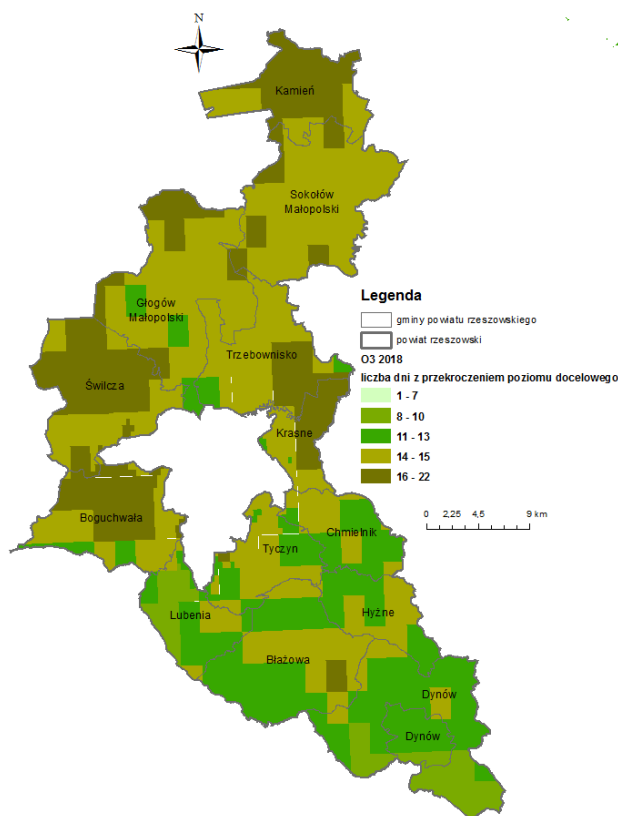 N
Kamień
Sokołów
Małopolski
Głogów
Małopolski
Trzebownisko
Świlcza
Krasne
Boguchwała
Tyczyn
Chmielnik
Lubenia
Hyżne
Błażowa
Dynów
Dynów
Legenda
gminy powiatu rzeszowskiego
powiat rzeszowski
O3 2018
liczba dni z przekroczeniem poziomu docelowego
1 - 7
8 - 10
11 - 13
14 - 15
16 - 22
0 2,25 4,5 9 km